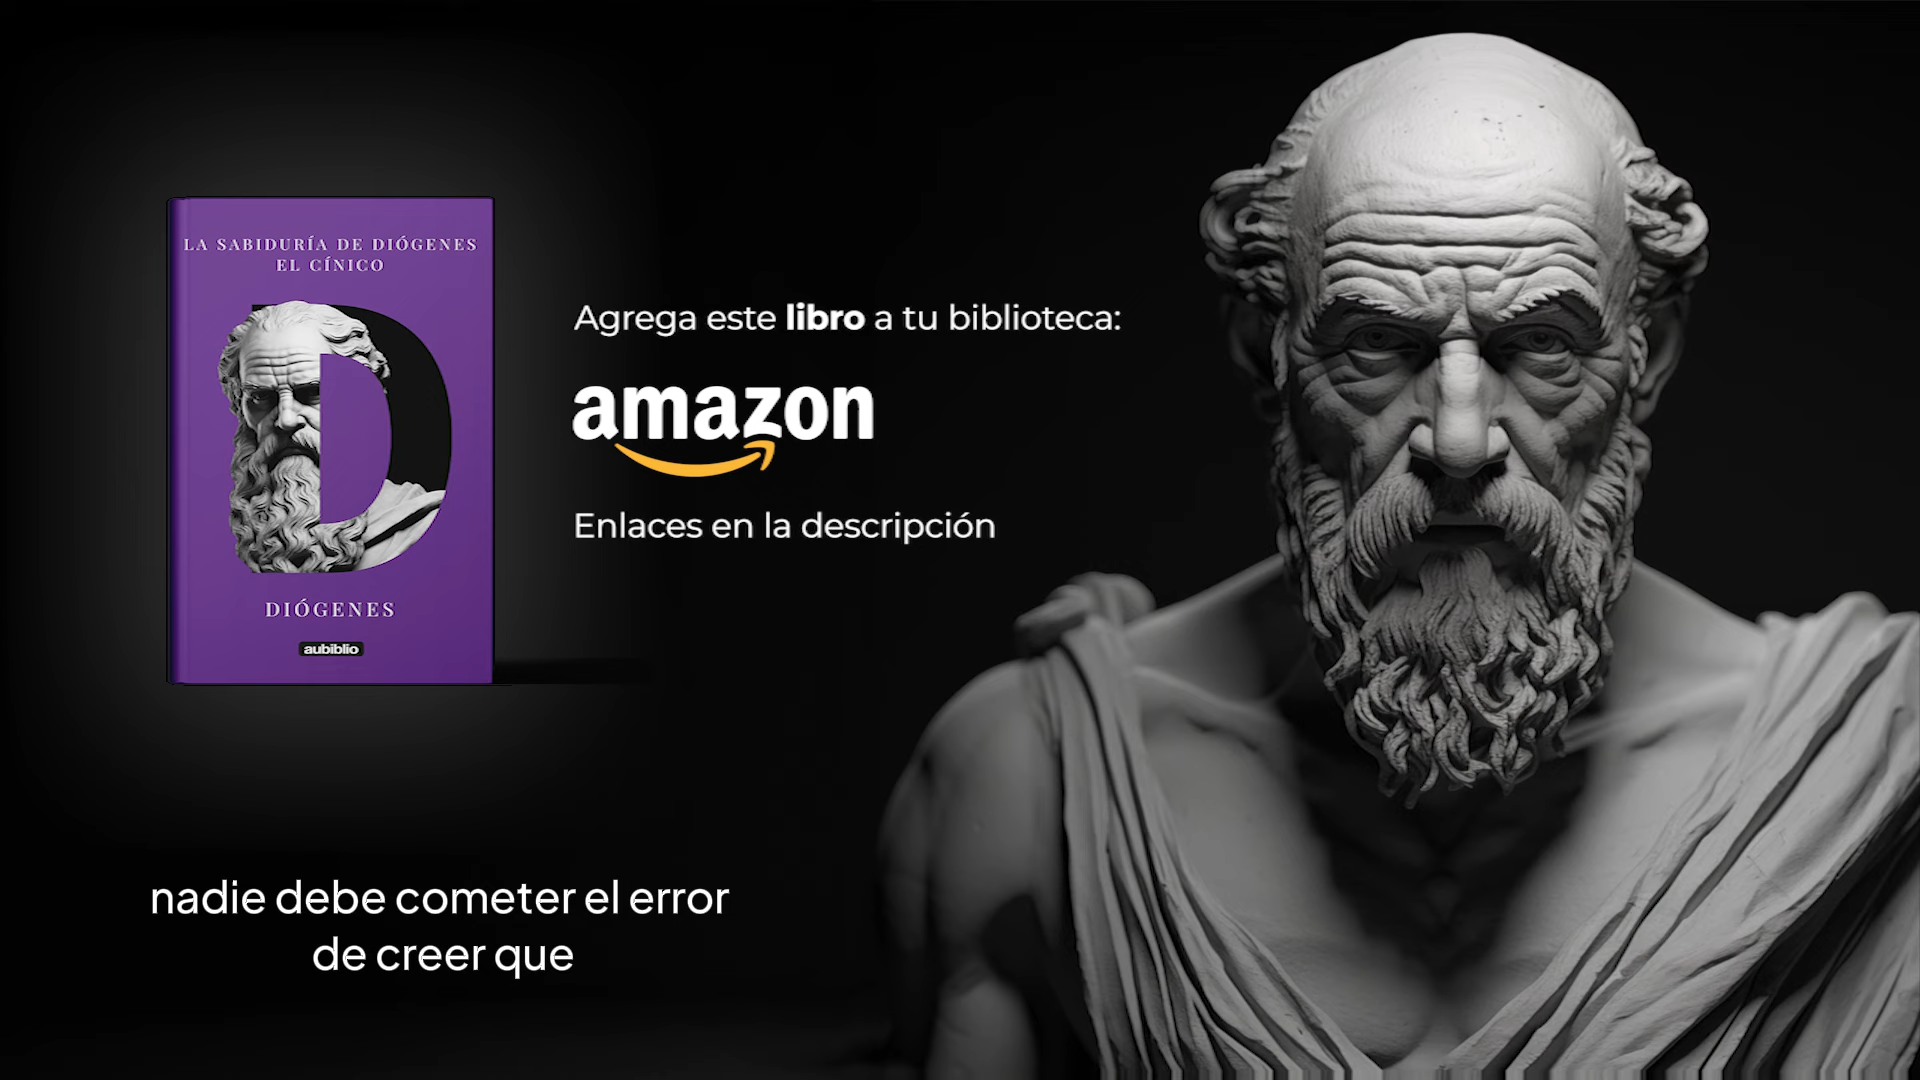 LA SABIDURÍA DE DIÓGENES
EL CÍNICO
DIÓGENES
aubiblio
Agrega este libro a tu biblioteca:
amazon
Enlaces en la descripción
nadie debe cometer el error
de creer que